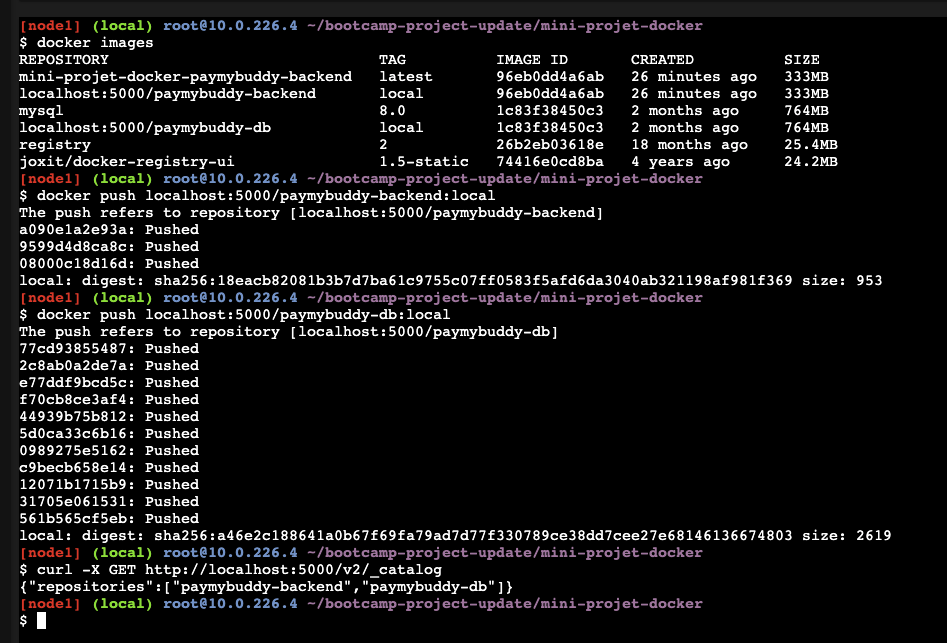 [node1] (local) root@10.0.226.4 ~/bootcamp-project-update/mini-projet-docker
$ docker images
REPOSITORY TAG IMAGE ID CREATED SIZE
mini-projet-docker-paymybuddy-backend latest 96eb0dd4a6ab 26 minutes ago 333MB
localhost:5000/paymybuddy-backend local 96eb0dd4a6ab 26 minutes ago 333MB
mysql 8.0 1c83f38450c3 2 months ago 764MB
localhost:5000/paymybuddy-db local 1c83f38450c3 2 months ago 764MB
registry 2 26b2eb03618e 18 months ago 25.4MB
joxit/docker-registry-ui 1.5-static 74416e0cd8ba 4 years ago 24.2MB
[node1] (local) root@10.0.226.4 ~/bootcamp-project-update/mini-projet-docker
$ docker push localhost:5000/paymybuddy-backend:local
The push refers to repository [localhost:5000/paymybuddy-backend]
a090e1a2e93a: Pushed
9599d4d8ca8c: Pushed
08000c18d16d: Pushed
local: digest: sha256:18eacb82081b3b7d7ba61c9755c07ff0583f5afd6da3040ab321198af981f369 size: 953
[node1] (local) root@10.0.226.4 ~/bootcamp-project-update/mini-projet-docker
$ docker push localhost:5000/paymybuddy-db:local
The push refers to repository [localhost:5000/paymybuddy-db]
77cd93855487: Pushed
2c8ab0a2de7a: Pushed
e77ddf9bcd5c: Pushed
f70cb8ce3af4: Pushed
44939b75b812: Pushed
5d0ca33c6b16: Pushed
0989275e5162: Pushed
c9becb658e14: Pushed
12071b1715b9: Pushed
31705e061531: Pushed
561b565cf5eb: Pushed
local: digest: sha256:a46e2c188641a0b67f69fa79ad7d77f330789ce38dd7cee27e68146136674803 size: 2619
[node1] (local) root@10.0.226.4 ~/bootcamp-project-update/mini-projet-docker
$ curl -X GET http://localhost:5000/v2/_catalog
{"repositories":["paymybuddy-backend","paymybuddy-db"]}
[node1] (local) root@10.0.226.4 ~/bootcamp-project-update/mini-projet-docker
$